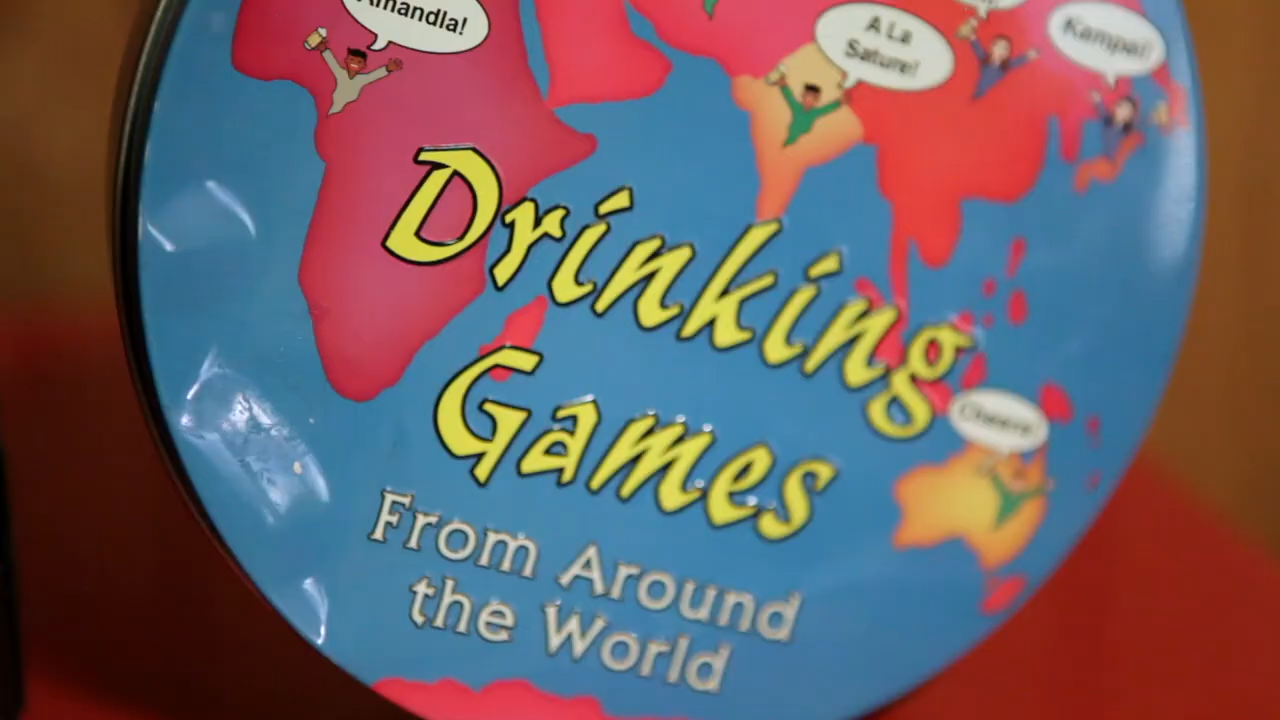 Amandla!
A La
Sature!
Kampai!
Drinking
Games
Cheers!
From Around
the World